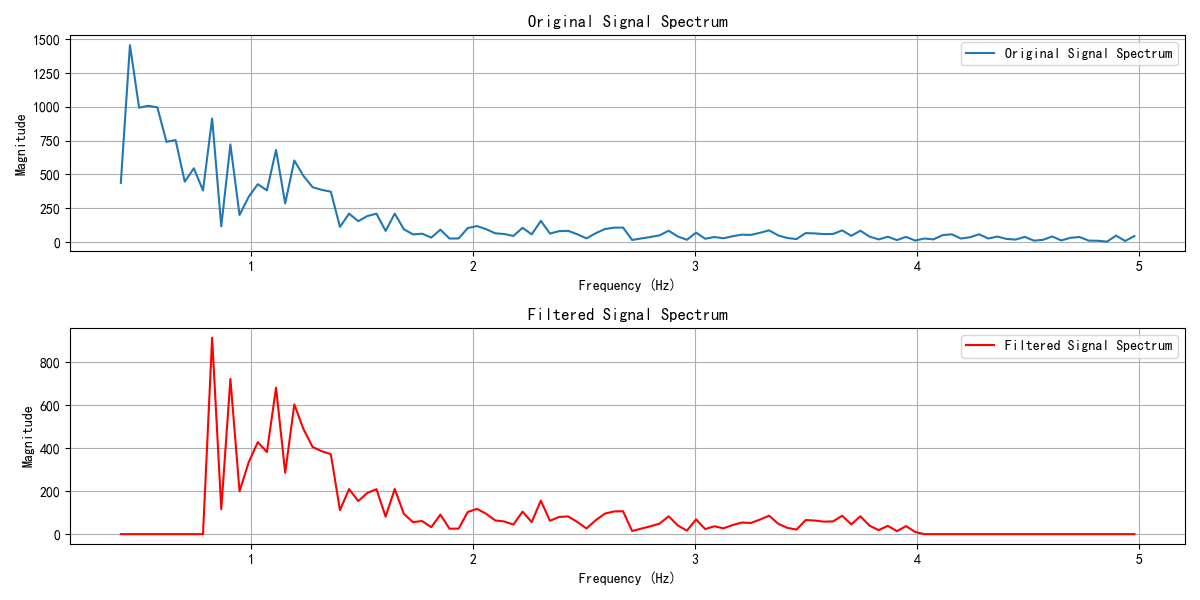 Original Signal Spectrum
1500
1250
1000
750
500
250
0
Magnitude
Original Signal Spectrum
1 2 3 4 5
Frequency (Hz)
Filtered Signal Spectrum
800
600
400
200
0
Magnitude
Filtered Signal Spectrum
1 2 3 4 5
Frequency (Hz)